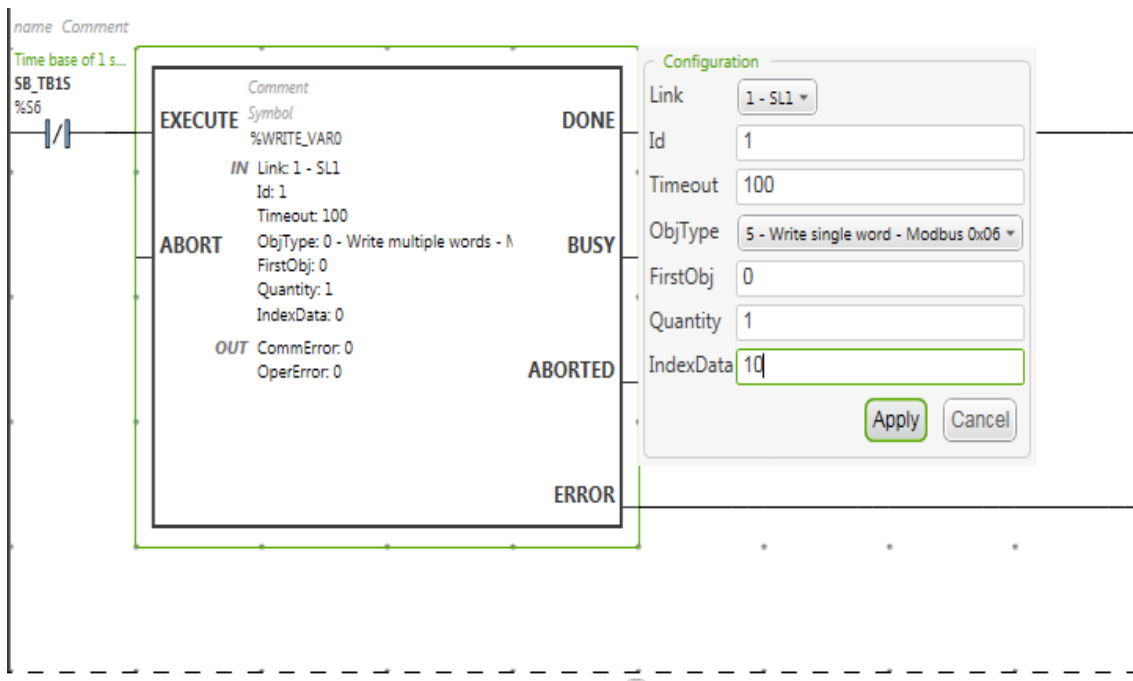 name Comment
Time base of 1 s...
SB_TB1S
%S6
EXECUTE
Comment
Symbol
%WRITE_VAR0
IN Link: 1 - SL1
Id: 1
Timeout: 100
ABORT
ObjType: 0 - Write multiple words - M
FirstObj: 0
Quantity: 1
IndexData: 0
OUT CommError: 0
OperError: 0
DONE
BUSY
ABORTED
ERROR
Configuration
Link 1 - SL1
Id 1
Timeout 100
ObjType 5 - Write single word - Modbus 0x06
FirstObj 0
Quantity 1
IndexData 10
Apply Cancel